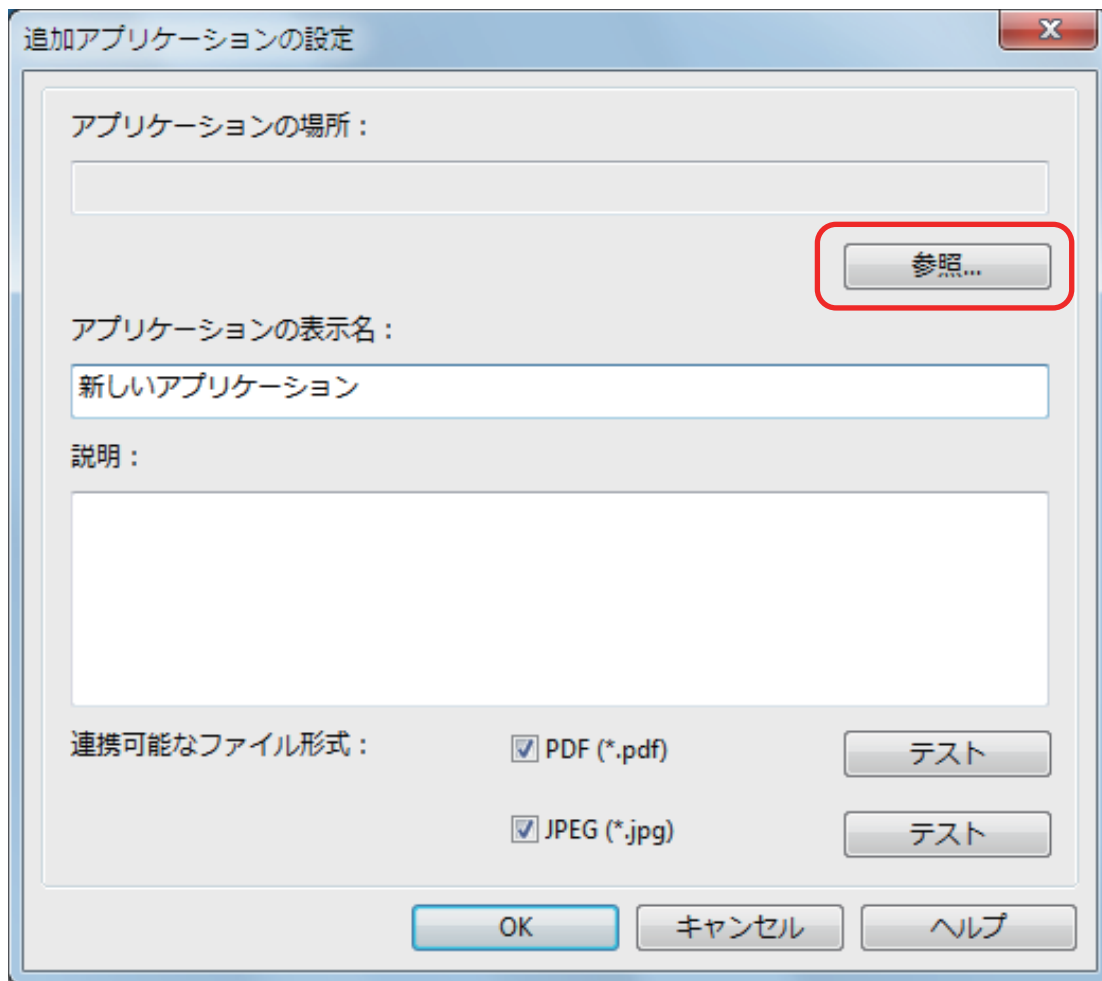 追加アプリケーションの設定
アプリケーションの場所：
参照...
アプリケーションの表示名：
新しいアプリケーション
説明：
連携可能なファイル形式：
PDF (*.pdf)
テスト
JPEG (*.jpg)
テスト
OK
キャンセル
ヘルプ